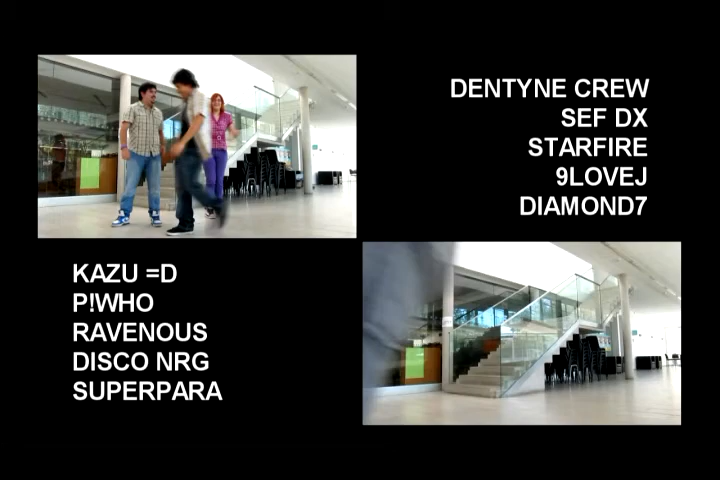 DENTYNE CREW
SEF DX
STARFIRE
9LOVEJ
DIAMOND7
KAZU =D
P!WHO
RAVENOUS
DISCO NRG
SUPERPARA